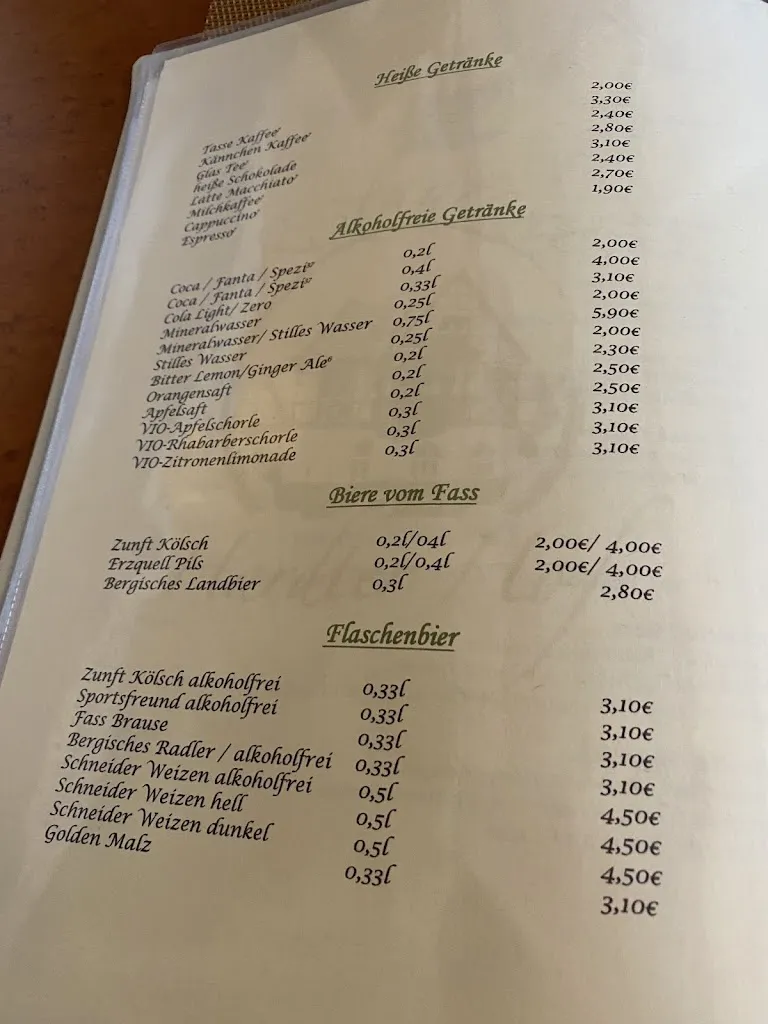 Heiße Getränke
Tasse Kaffee 2,00€
Kännchen Kaffee 3,30€
Glas Tee 2,40€
heiße Schokolade 2,80€
Latte Macchiato 3,10€
Milchkaffee 2,40€
Cappuccino 2,70€
Espresso 1,90€
Alkoholfreie Getränke
Coca / Fanta / Spezi 0,2l 2,00€
Coca / Fanta / Spezi 0,4l 4,00€
Cola Light/ Zero 0,33l 3,10€
Mineralwasser 0,25l 2,00€
Mineralwasser/ Stilles Wasser 0,75l 5,90€
Stilles Wasser 0,25l 2,00€
Bitter Lemon/Ginger Ale 0,2l 2,30€
Orangensaft 0,2l 2,50€
Apfelsaft 0,2l 2,50€
VIO-Apfelschorle 0,3l 3,10€
VIO-Rhabarberschorle 0,3l 3,10€
VIO-Zitronenlimonade 0,3l 3,10€
Biere vom Fass
Zunft Kölsch 0,2l/04l 2,00€/ 4,00€
Erzquell Pils 0,2l/0,4l 2,00€/ 4,00€
Bergisches Landbier 0,3l 2,80€
Flaschenbier
Zunft Kölsch alkoholfrei 0,33l 3,10€
Sportsfreund alkoholfrei 0,33l 3,10€
Fass Brause 0,33l 3,10€
Bergisches Radler / alkoholfrei 0,33l 3,10€
Schneider Weizen alkoholfrei 0,5l 4,50€
Schneider Weizen hell 0,5l 4,50€
Schneider Weizen dunkel 0,5l 4,50€
Golden Malz 0,33l 3,10€